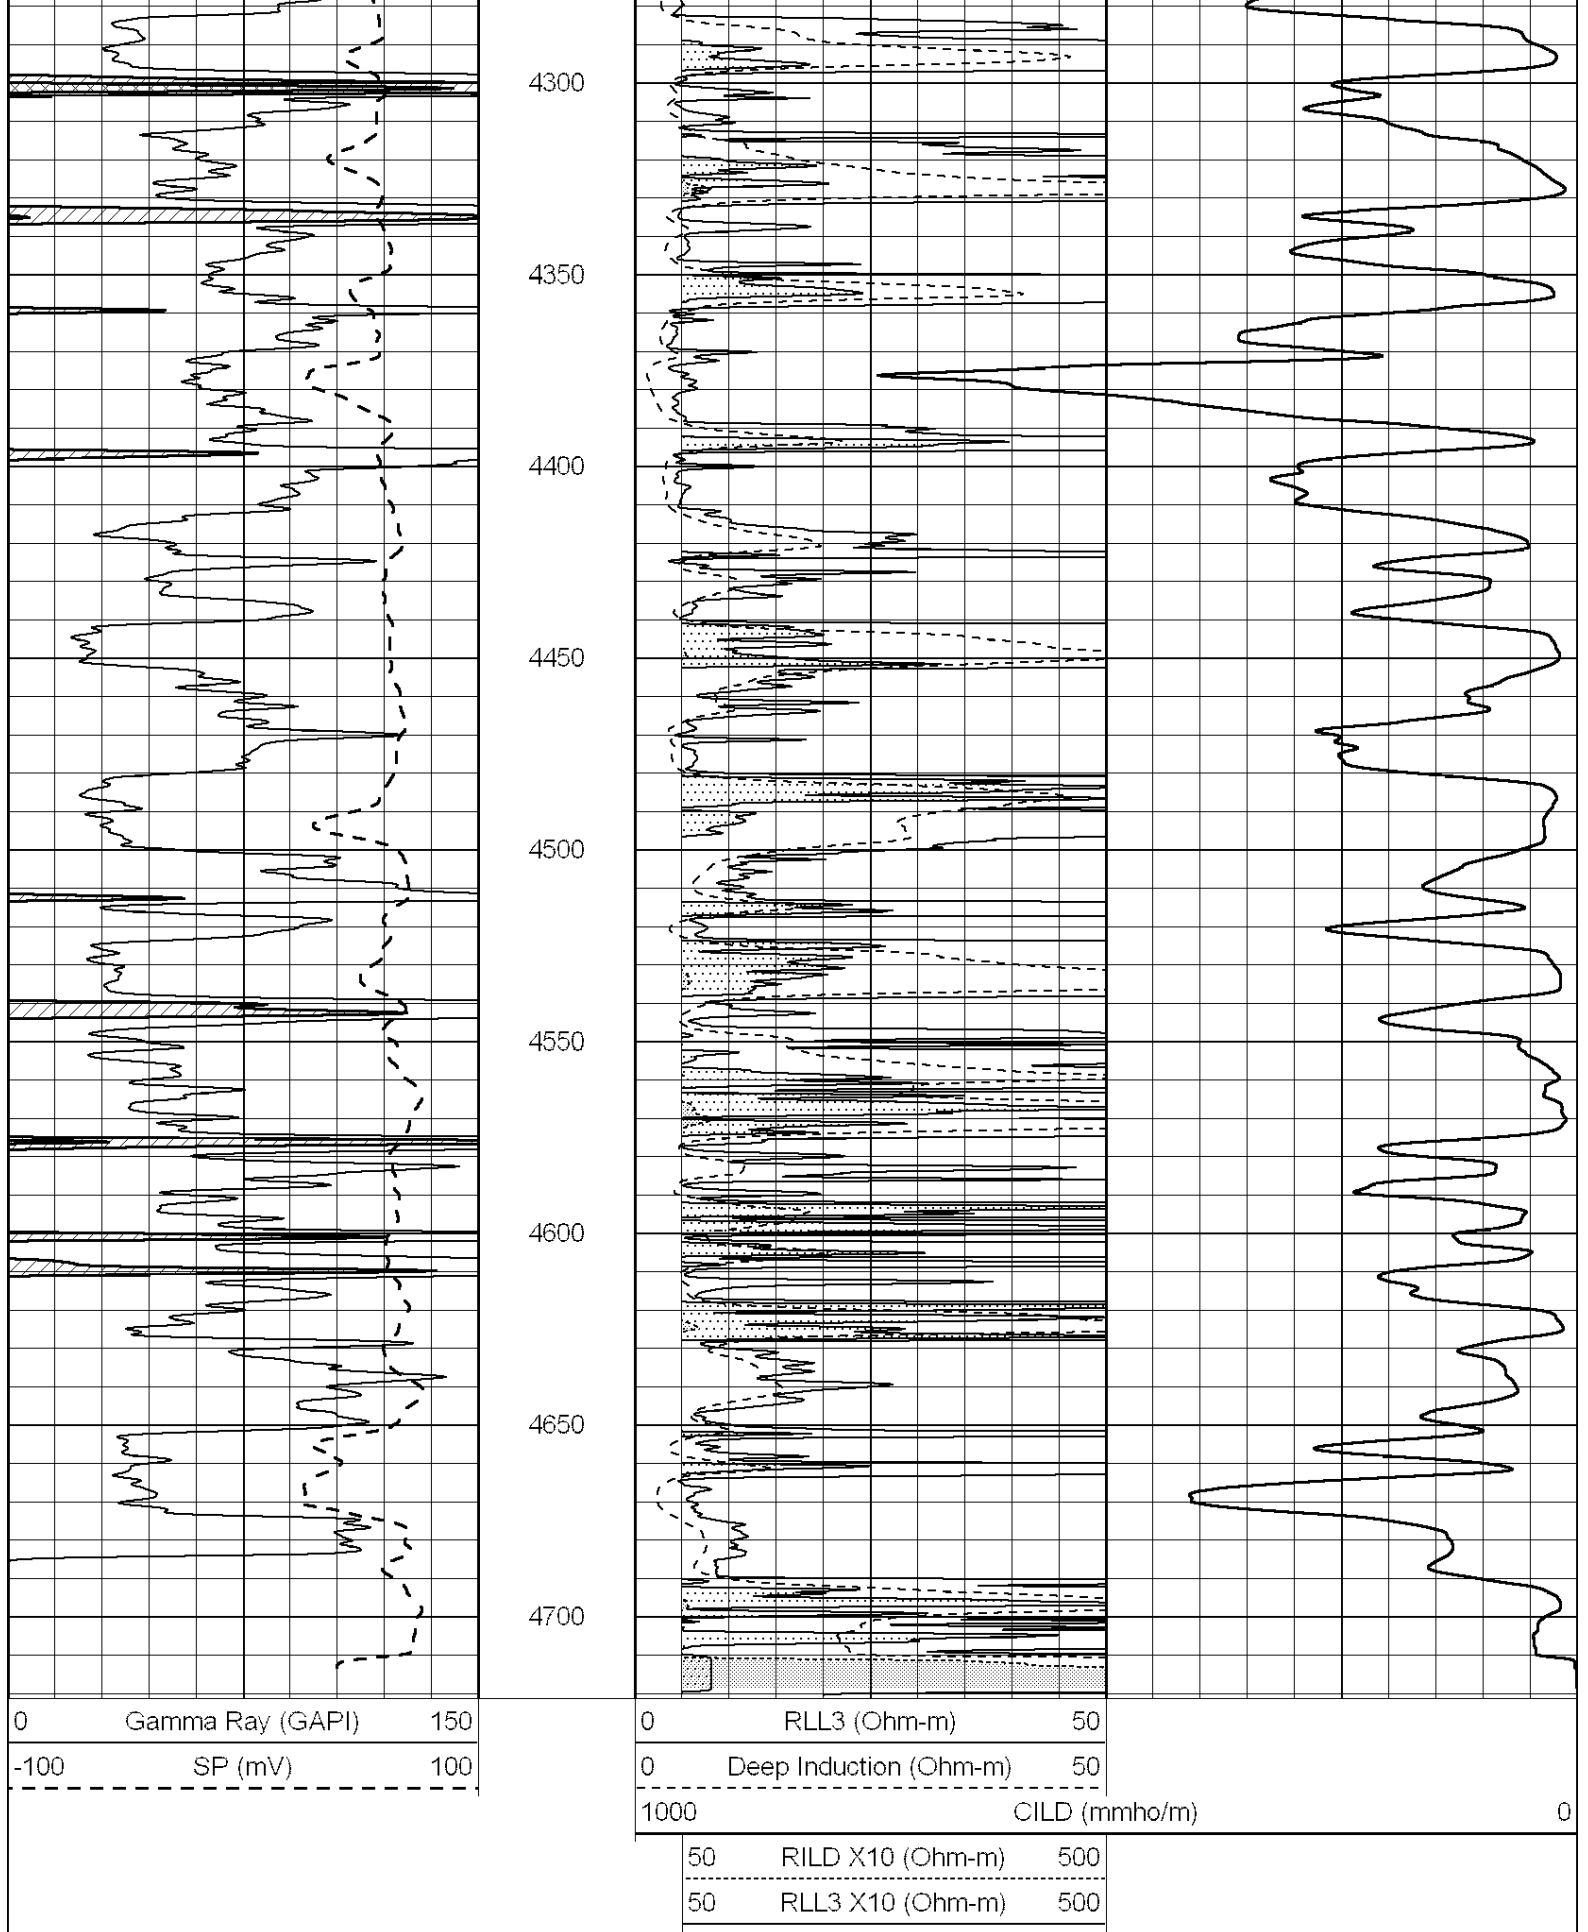 4300
4350
4400
4450
4500
4550
4600
4650
4700
0 Gamma Ray (GAPI) 150
-100 SP (mV) 100
0 RLL3 (Ohm-m) 50
0 Deep Induction (Ohm-m) 50
1000 CILD (mmho/m) 0
50 RILD X10 (Ohm-m) 500
50 RLL3 X10 (Ohm-m) 500